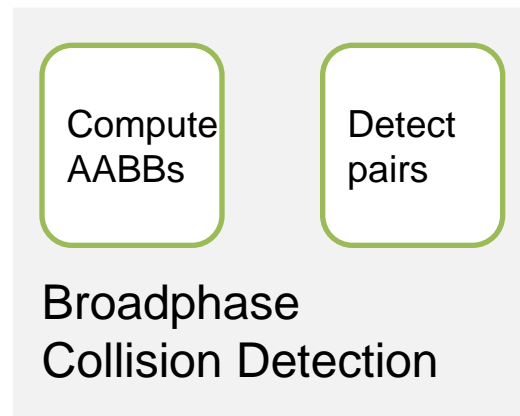 Compute
AABBs
Detect
pairs
Broadphase
Collision Detection